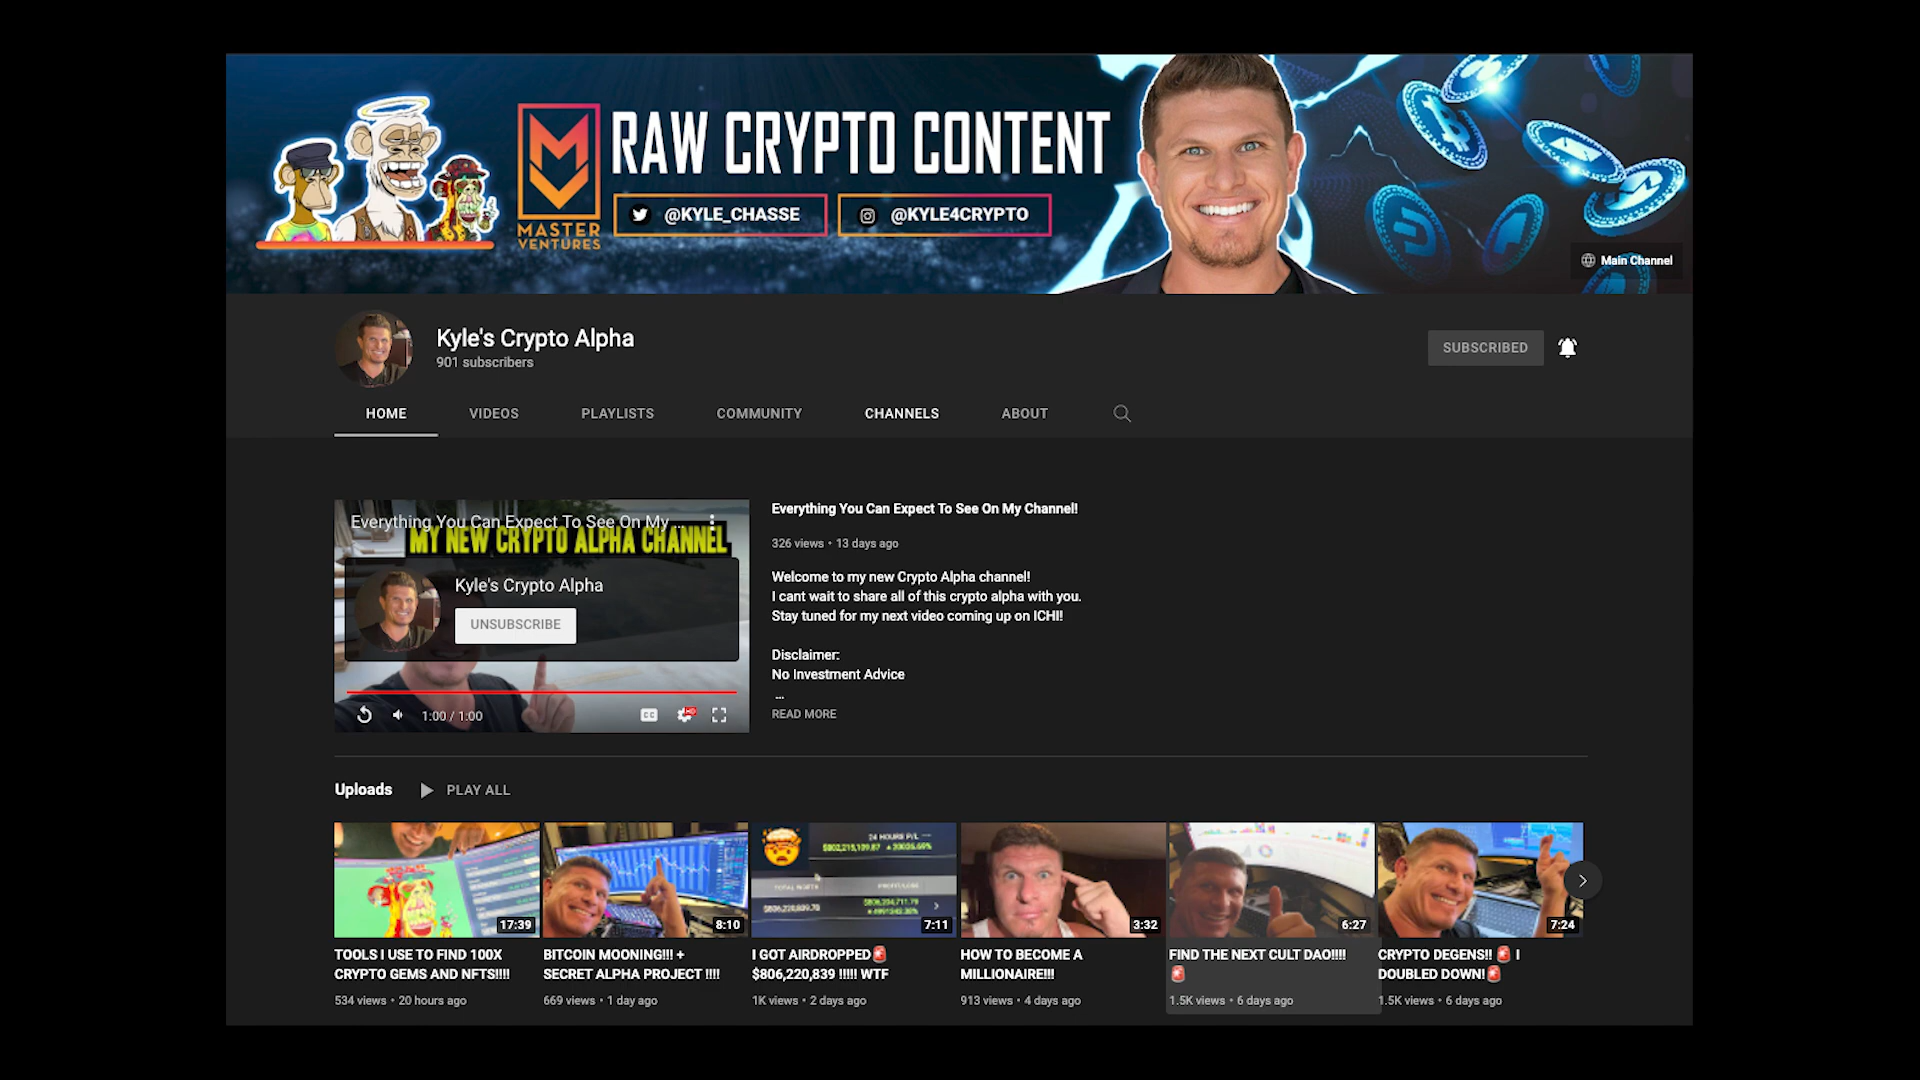 RAW CRYPTO CONTENT
@KYLE_CHASSE
@KYLE4CRYPTO
MASTER
VENTURES
Main Channel
Kyle's Crypto Alpha
901 subscribers
SUBSCRIBED
HOME
VIDEOS
PLAYLISTS
COMMUNITY
CHANNELS
ABOUT
Everything You Can Expect To See On My ...
MY NEW CRYPTO ALPHA CHANNEL
Kyle's Crypto Alpha
UNSUBSCRIBE
1:00 / 1:00
CC
HD
Everything You Can Expect To See On My Channel!
326 views • 13 days ago
Welcome to my new Crypto Alpha channel!
I cant wait to share all of this crypto alpha with you.
Stay tuned for my next video coming up on ICHI!
Disclaimer:
No Investment Advice
...
READ MORE
Uploads
PLAY ALL
17:39
TOOLS I USE TO FIND 100X
CRYPTO GEMS AND NFTS!!!!
534 views • 20 hours ago
8:10
BITCOIN MOONING!!! +
SECRET ALPHA PROJECT !!!!
669 views • 1 day ago
24 HOURS P/L
TOTAL WORTH
PROFIT/LOSS
7:11
I GOT AIRDROPPED🚨
$806,220,839 !!!!! WTF
1K views • 2 days ago
3:32
HOW TO BECOME A
MILLIONAIRE!!!
913 views • 4 days ago
6:27
FIND THE NEXT CULT DAO!!!!
🚨
1.5K views • 6 days ago
7:24
CRYPTO DEGENS!! 🚨 I
DOUBLED DOWN!🚨
1.5K views • 6 days ago